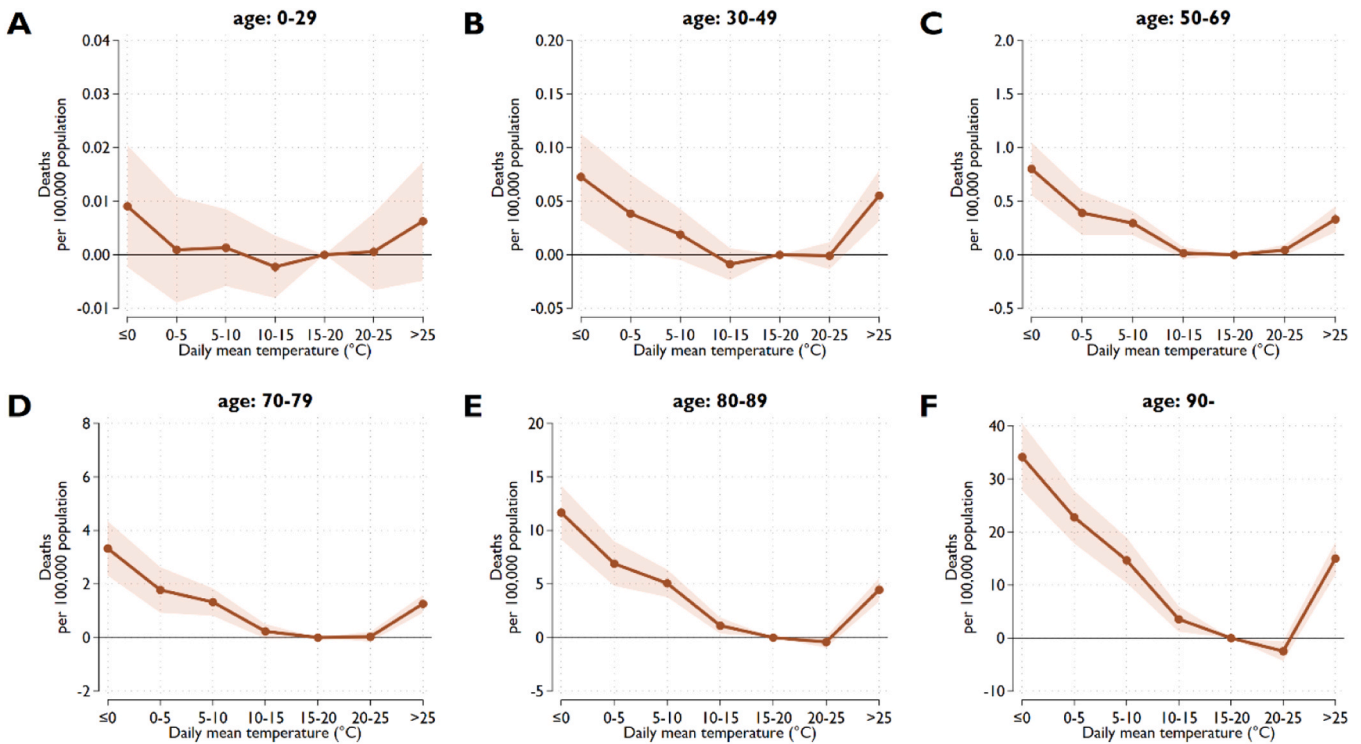 A
age: 0-29
Deaths
per 100,000 population
0.04
0.03
0.02
0.01
0.00
-0.01
≤0 0-5 5-10 10-15 15-20 20-25 >25
Daily mean temperature (°C)
B
age: 30-49
Deaths
per 100,000 population
0.20
0.15
0.10
0.05
0.00
-0.05
≤0 0-5 5-10 10-15 15-20 20-25 >25
Daily mean temperature (°C)
C
age: 50-69
Deaths
per 100,000 population
2.0
1.5
1.0
0.5
0.0
-0.5
≤0 0-5 5-10 10-15 15-20 20-25 >25
Daily mean temperature (°C)
D
age: 70-79
Deaths
per 100,000 population
8
6
4
2
0
-2
≤0 0-5 5-10 10-15 15-20 20-25 >25
Daily mean temperature (°C)
E
age: 80-89
Deaths
per 100,000 population
20
15
10
5
0
-5
≤0 0-5 5-10 10-15 15-20 20-25 >25
Daily mean temperature (°C)
F
age: 90-
Deaths
per 100,000 population
40
30
20
10
0
-10
≤0 0-5 5-10 10-15 15-20 20-25 >25
Daily mean temperature (°C)